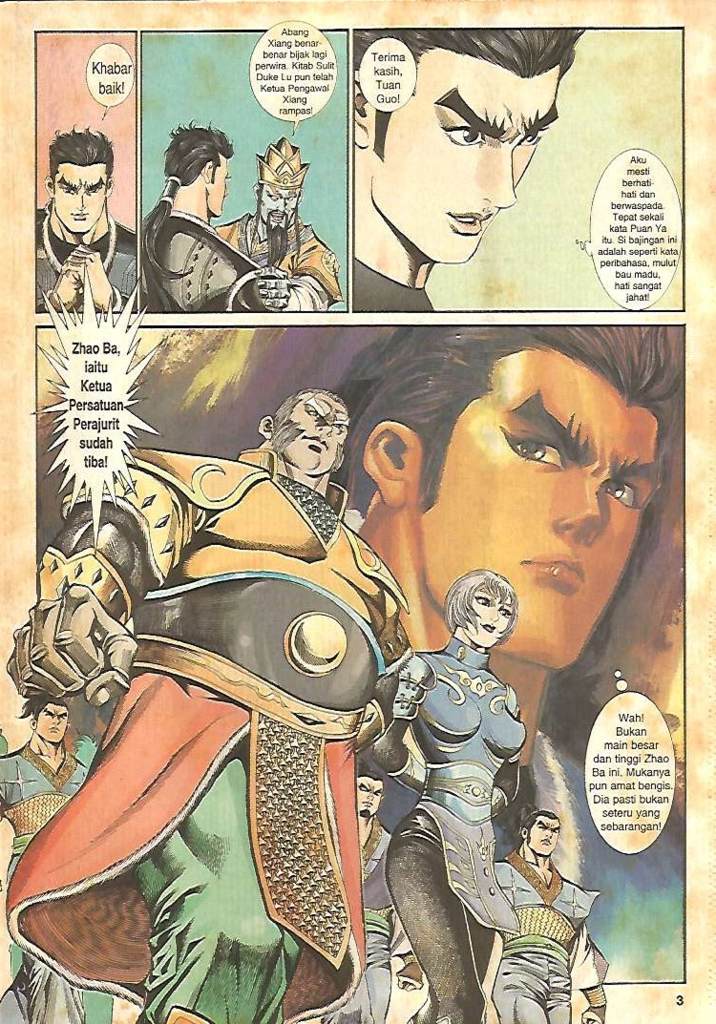 Khabar
baik!
Abang
Xiang benar-
benar bijak lagi
perwira. Kitab Sulit
Duke Lu pun telah
Ketua Pengawal
Xiang
rampas!
Terima
kasih,
Tuan
Guo!
Aku
mesti
berhati-
hati dan
berwaspada.
Tepat sekali
kata Puan Ya
itu. Si bajingan ini
adalah seperti kata
peribahasa, mulut
bau madu,
hati sangat
jahat!
Zhao Ba,
iaitu
Ketua
Persatuan
Perajurit
sudah
tiba!
Wah!
Bukan
main besar
dan tinggi Zhao
Ba ini. Mukanya
pun amat bengis.
Dia pasti bukan
seteru yang
sebarangan!
3